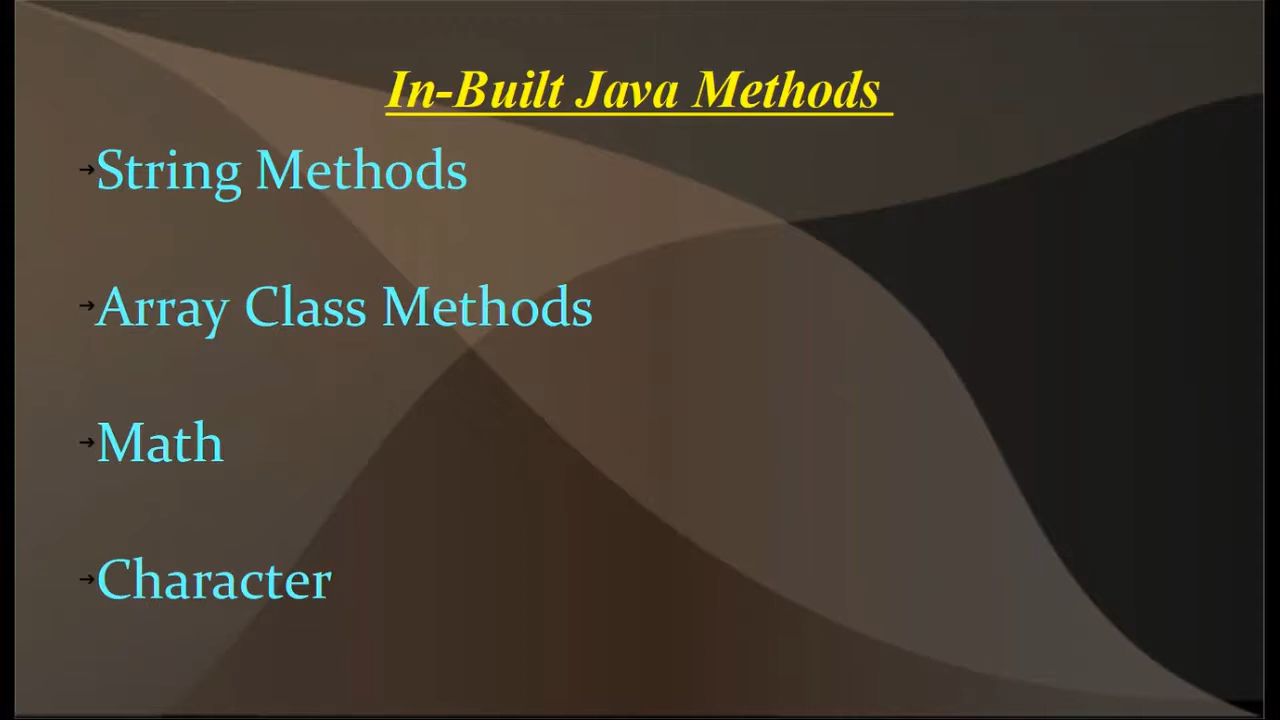 In-Built Java Methods
→String Methods
→Array Class Methods
→Math
→Character